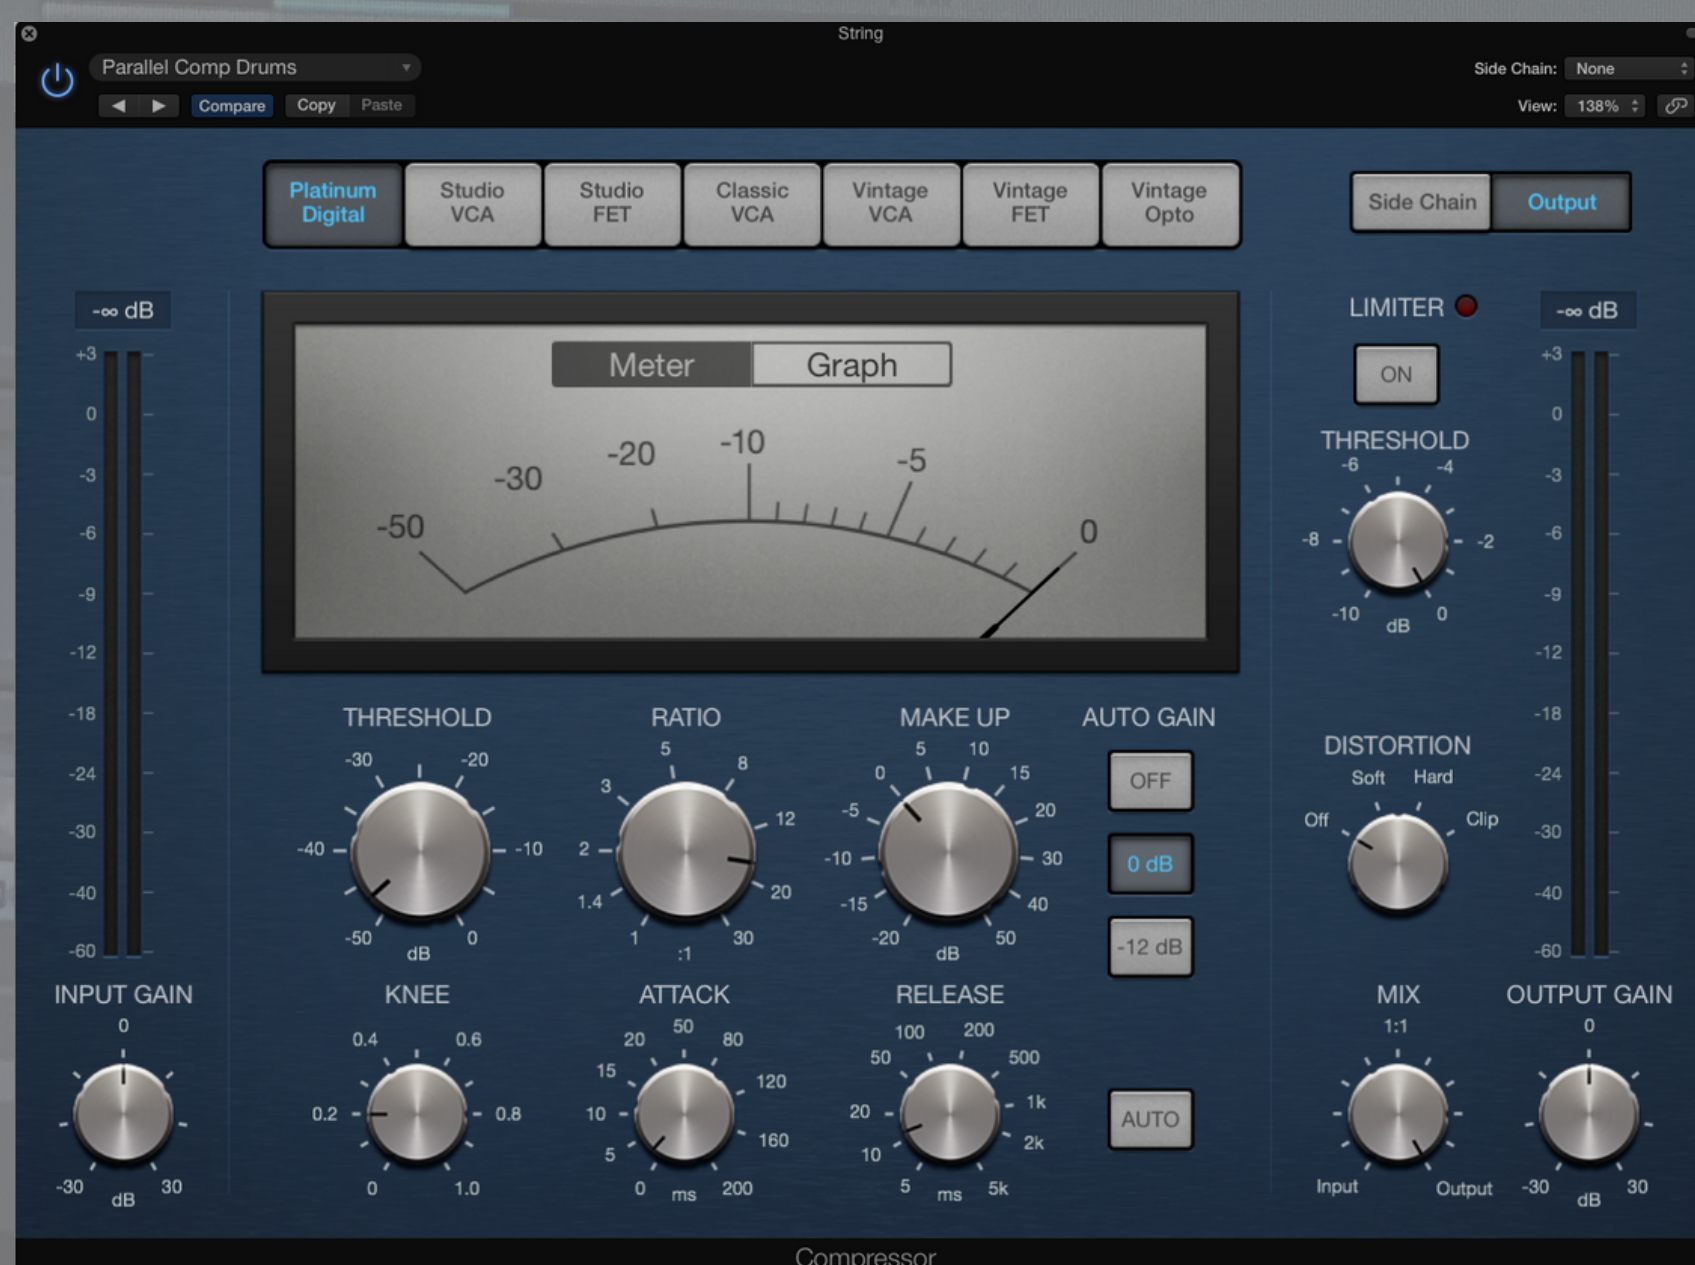 String
Parallel Comp Drums
Side Chain: None
Compare Copy Paste
View: 138%
Platinum Digital
Studio VCA
Studio FET
Classic VCA
Vintage VCA
Vintage FET
Vintage Opto
Side Chain Output
-∞ dB
+3
0
-3
-6
-9
-12
-18
-24
-30
-40
-60
Meter Graph
-50 -30 -20 -10 -5 0
LIMITER
ON
THRESHOLD
-10 -8 -6 -4 -2 0
dB
-∞ dB
+3
0
-3
-6
-9
-12
-18
-24
-30
-40
-60
THRESHOLD
-50 -40 -30 -20 -10 0
dB
RATIO
1 1.4 2 3 5 8 12 20 30
:1
MAKE UP
-20 -15 -10 -5 0 5 10 15 20 30 40 50
dB
AUTO GAIN
OFF
0 dB
-12 dB
DISTORTION
Off Soft Hard Clip
INPUT GAIN
0
-30 30
dB
KNEE
0 0.2 0.4 0.6 0.8 1.0
ATTACK
0 5 10 15 20 50 80 120 160 200
ms
RELEASE
5 10 20 50 100 200 500 1k 2k 5k
ms
AUTO
MIX
1:1
Input Output
OUTPUT GAIN
0
-30 30
dB
Compressor